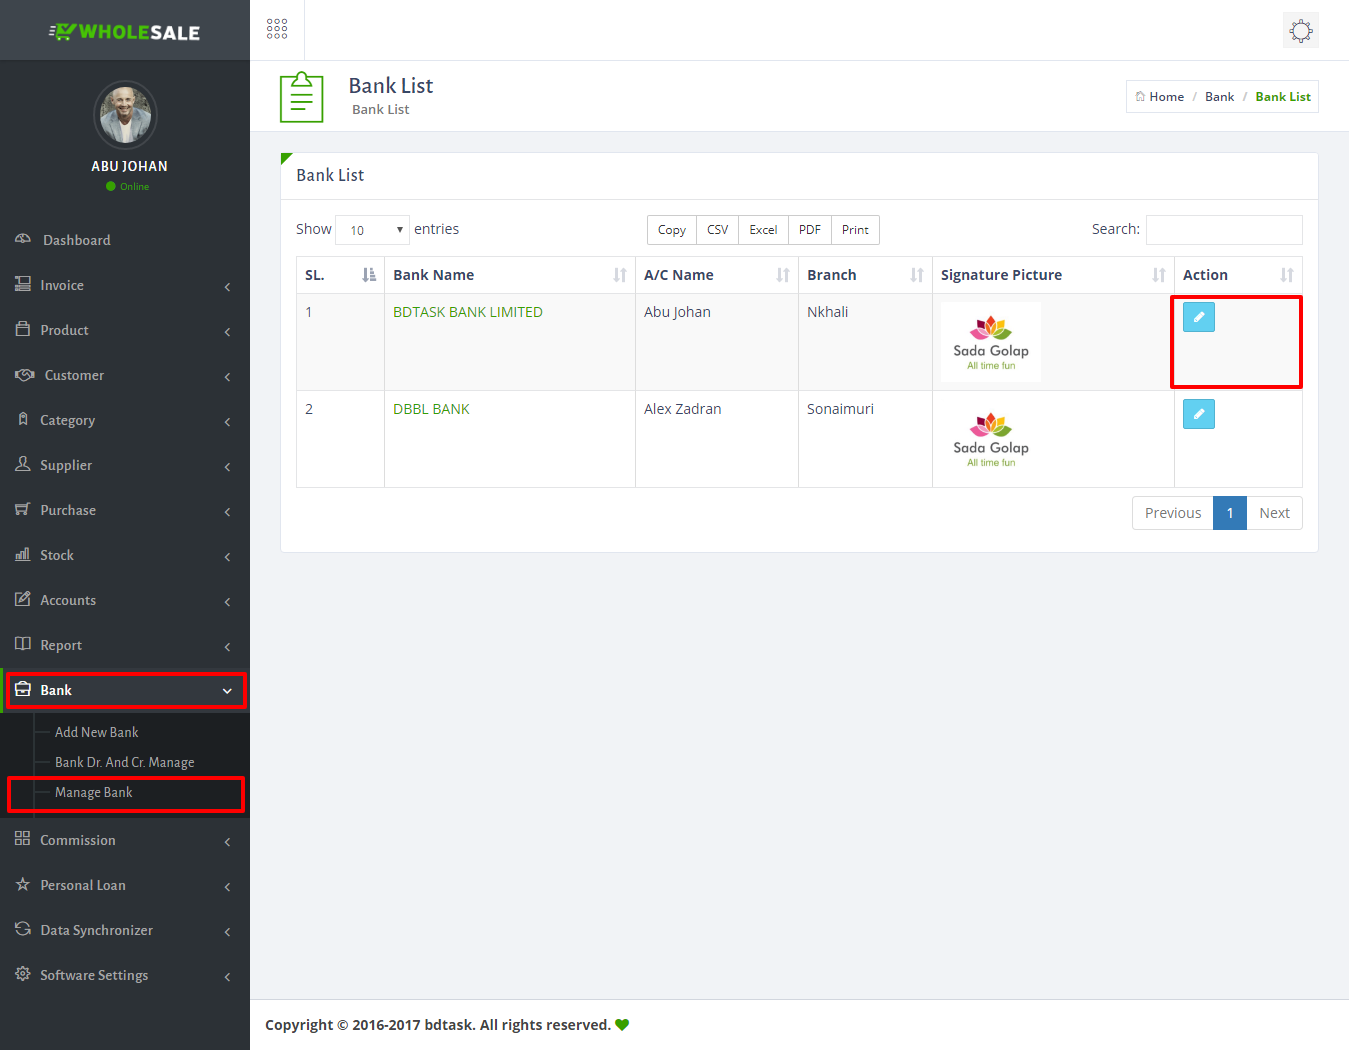 WHOLESALE
ABU JOHAN
Online
Dashboard
Invoice
Product
Customer
Category
Supplier
Purchase
Stock
Accounts
Report
Bank
Add New Bank
Bank Dr. And Cr. Manage
Manage Bank
Commission
Personal Loan
Data Synchronizer
Software Settings
Bank List
Bank List
Home / Bank / Bank List
Bank List
Show 10 entries
Copy CSV Excel PDF Print
Search:
SL. Bank Name A/C Name Branch Signature Picture Action
1 BDTASK BANK LIMITED Abu Johan Nkhali
Sada Golap
All time fun
2 DBBL BANK Alex Zadran Sonaimuri
Sada Golap
All time fun
Previous 1 Next
Copyright © 2016-2017 bdtask. All rights reserved.